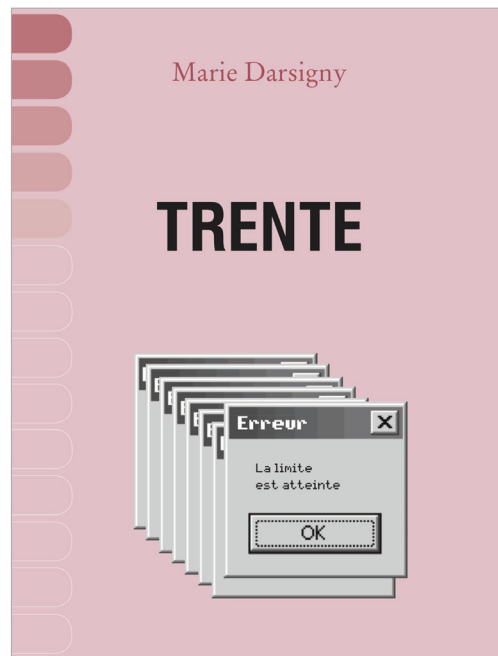 Marie Darsigny
TRENTE
Erreur
La limite
est atteinte
OK